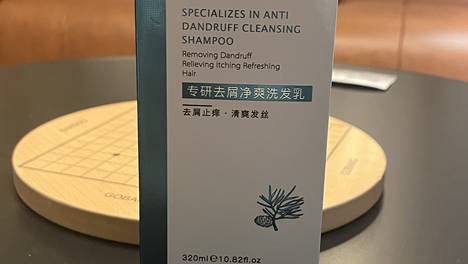 SPECIALIZES IN ANTI
DANDRUFF CLEANSING
SHAMPOO
Removing Dandruff
Relieving Itching Refreshing
Hair
专研去屑净爽洗发乳
去屑止痒·清爽发丝
320ml℮10.82fl.oz